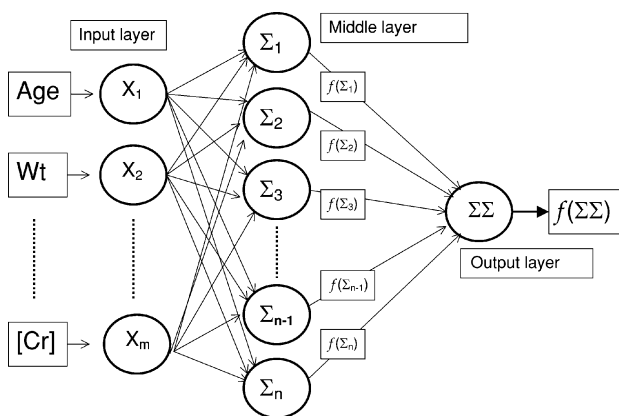 Input layer
Middle layer
Age
X1
Σ1
f(Σ1)
Wt
X2
Σ2
f(Σ2)
Σ3
f(Σ3)
ΣΣ
f(ΣΣ)
Output layer
[Cr]
Xm
Σn-1
f(Σn-1)
Σn
f(Σn)